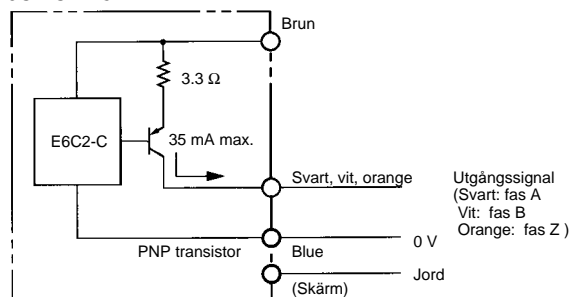 Brun
3.3 Ω
E6C2-C
35 mA max.
Svart, vit, orange
Utgångssignal
(Svart: fas A
Vit: fas B
Orange: fas Z )
PNP transistor
Blue
0 V
Jord
(Skärm)